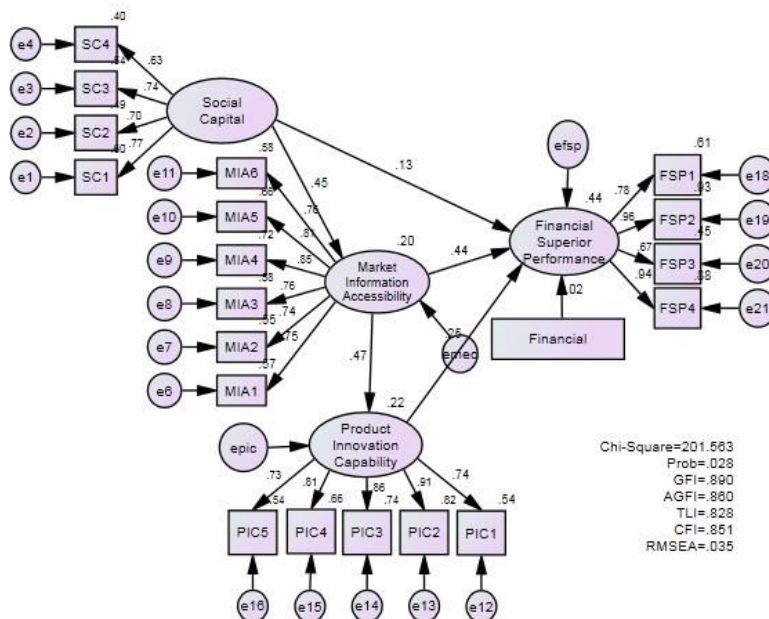 .40
e4
SC4
.63
.54
e3
SC3
.74
.49
e2
SC2
.70
.60
e1
SC1
.77
Social
Capital
.58
e11
MIA6
.76
.66
e10
MIA5
.81
.72
e9
MIA4
.85
.58
e8
MIA3
.76
.55
e7
MIA2
.74
.57
e6
MIA1
.75
.45
.13
.20
Market
Information
Accessibility
.44
.47
.25
emec
efsp
.44
Financial
Superior
Performance
.02
Financial
.61
.78
FSP1
e18
.93
.96
FSP2
e19
.45
.67
FSP3
e20
.88
.94
FSP4
e21
epic
.22
Product
Innovation
Capability
.73
.81
.86
.91
.74
.54
.66
.74
.82
.54
PIC5
PIC4
PIC3
PIC2
PIC1
e16
e15
e14
e13
e12
Chi-Square=201.563
Prob=.028
GFI=.890
AGFI=.860
TLI=.828
CFI=.851
RMSEA=.035